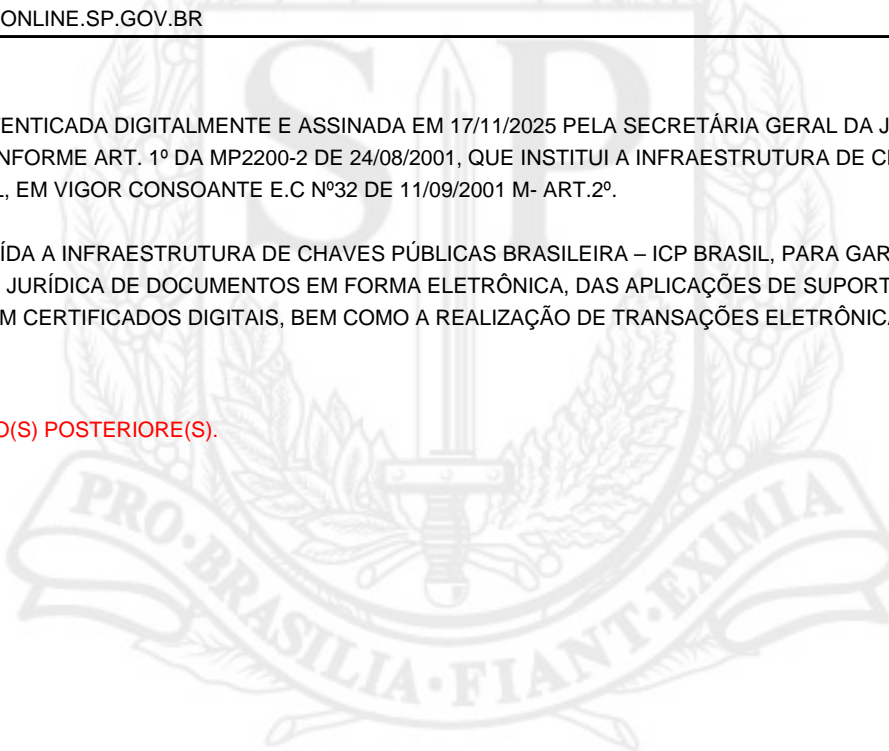 ONLINE.SP.GOV.BR
ENTICADA DIGITALMENTE E ASSINADA EM 17/11/2025 PELA SECRETÁRIA GERAL DA J
NFORME ART. 1º DA MP2200-2 DE 24/08/2001, QUE INSTITUI A INFRAESTRUTURA DE C
L, EM VIGOR CONSOANTE E.C Nº32 DE 11/09/2001 M- ART.2º.
ÍDA A INFRAESTRUTURA DE CHAVES PÚBLICAS BRASILEIRA – ICP BRASIL, PARA GAR
JURÍDICA DE DOCUMENTOS EM FORMA ELETRÔNICA, DAS APLICAÇÕES DE SUPORT
M CERTIFICADOS DIGITAIS, BEM COMO A REALIZAÇÃO DE TRANSAÇÕES ELETRÔNICA
O(S) POSTERIORE(S).
SP
PRO·BRASILIA·FIANT·EXIMIA